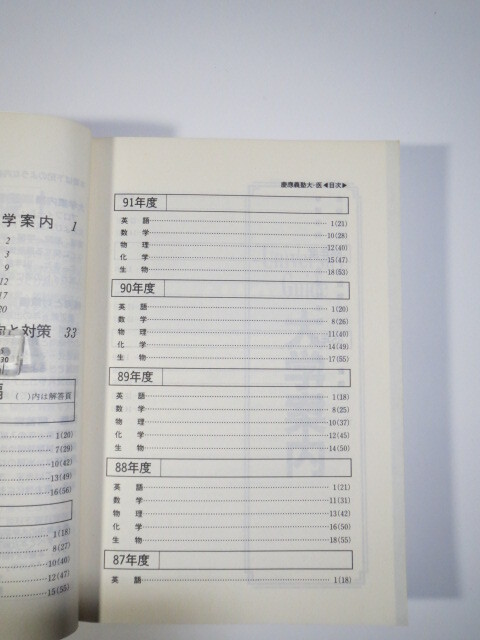 学案内 1
2
3
9
12
17
20
と対策 33
( )内は解答頁
1(20)
7(29)
10(42)
13(49)
16(56)
1(18)
8(27)
10(40)
12(47)
15(55)
慶應義塾大-医◀目次▶
91年度
英 語 1(21)
数 学 10(28)
物 理 12(40)
化 学 15(47)
生 物 18(53)
90年度
英 語 1(20)
数 学 8(26)
物 理 11(40)
化 学 14(49)
生 物 17(55)
89年度
英 語 1(18)
数 学 8(25)
物 理 10(37)
化 学 12(45)
生 物 14(50)
88年度
英 語 1(21)
数 学 11(31)
物 理 13(42)
化 学 16(50)
生 物 18(55)
87年度
英 語 1(18)